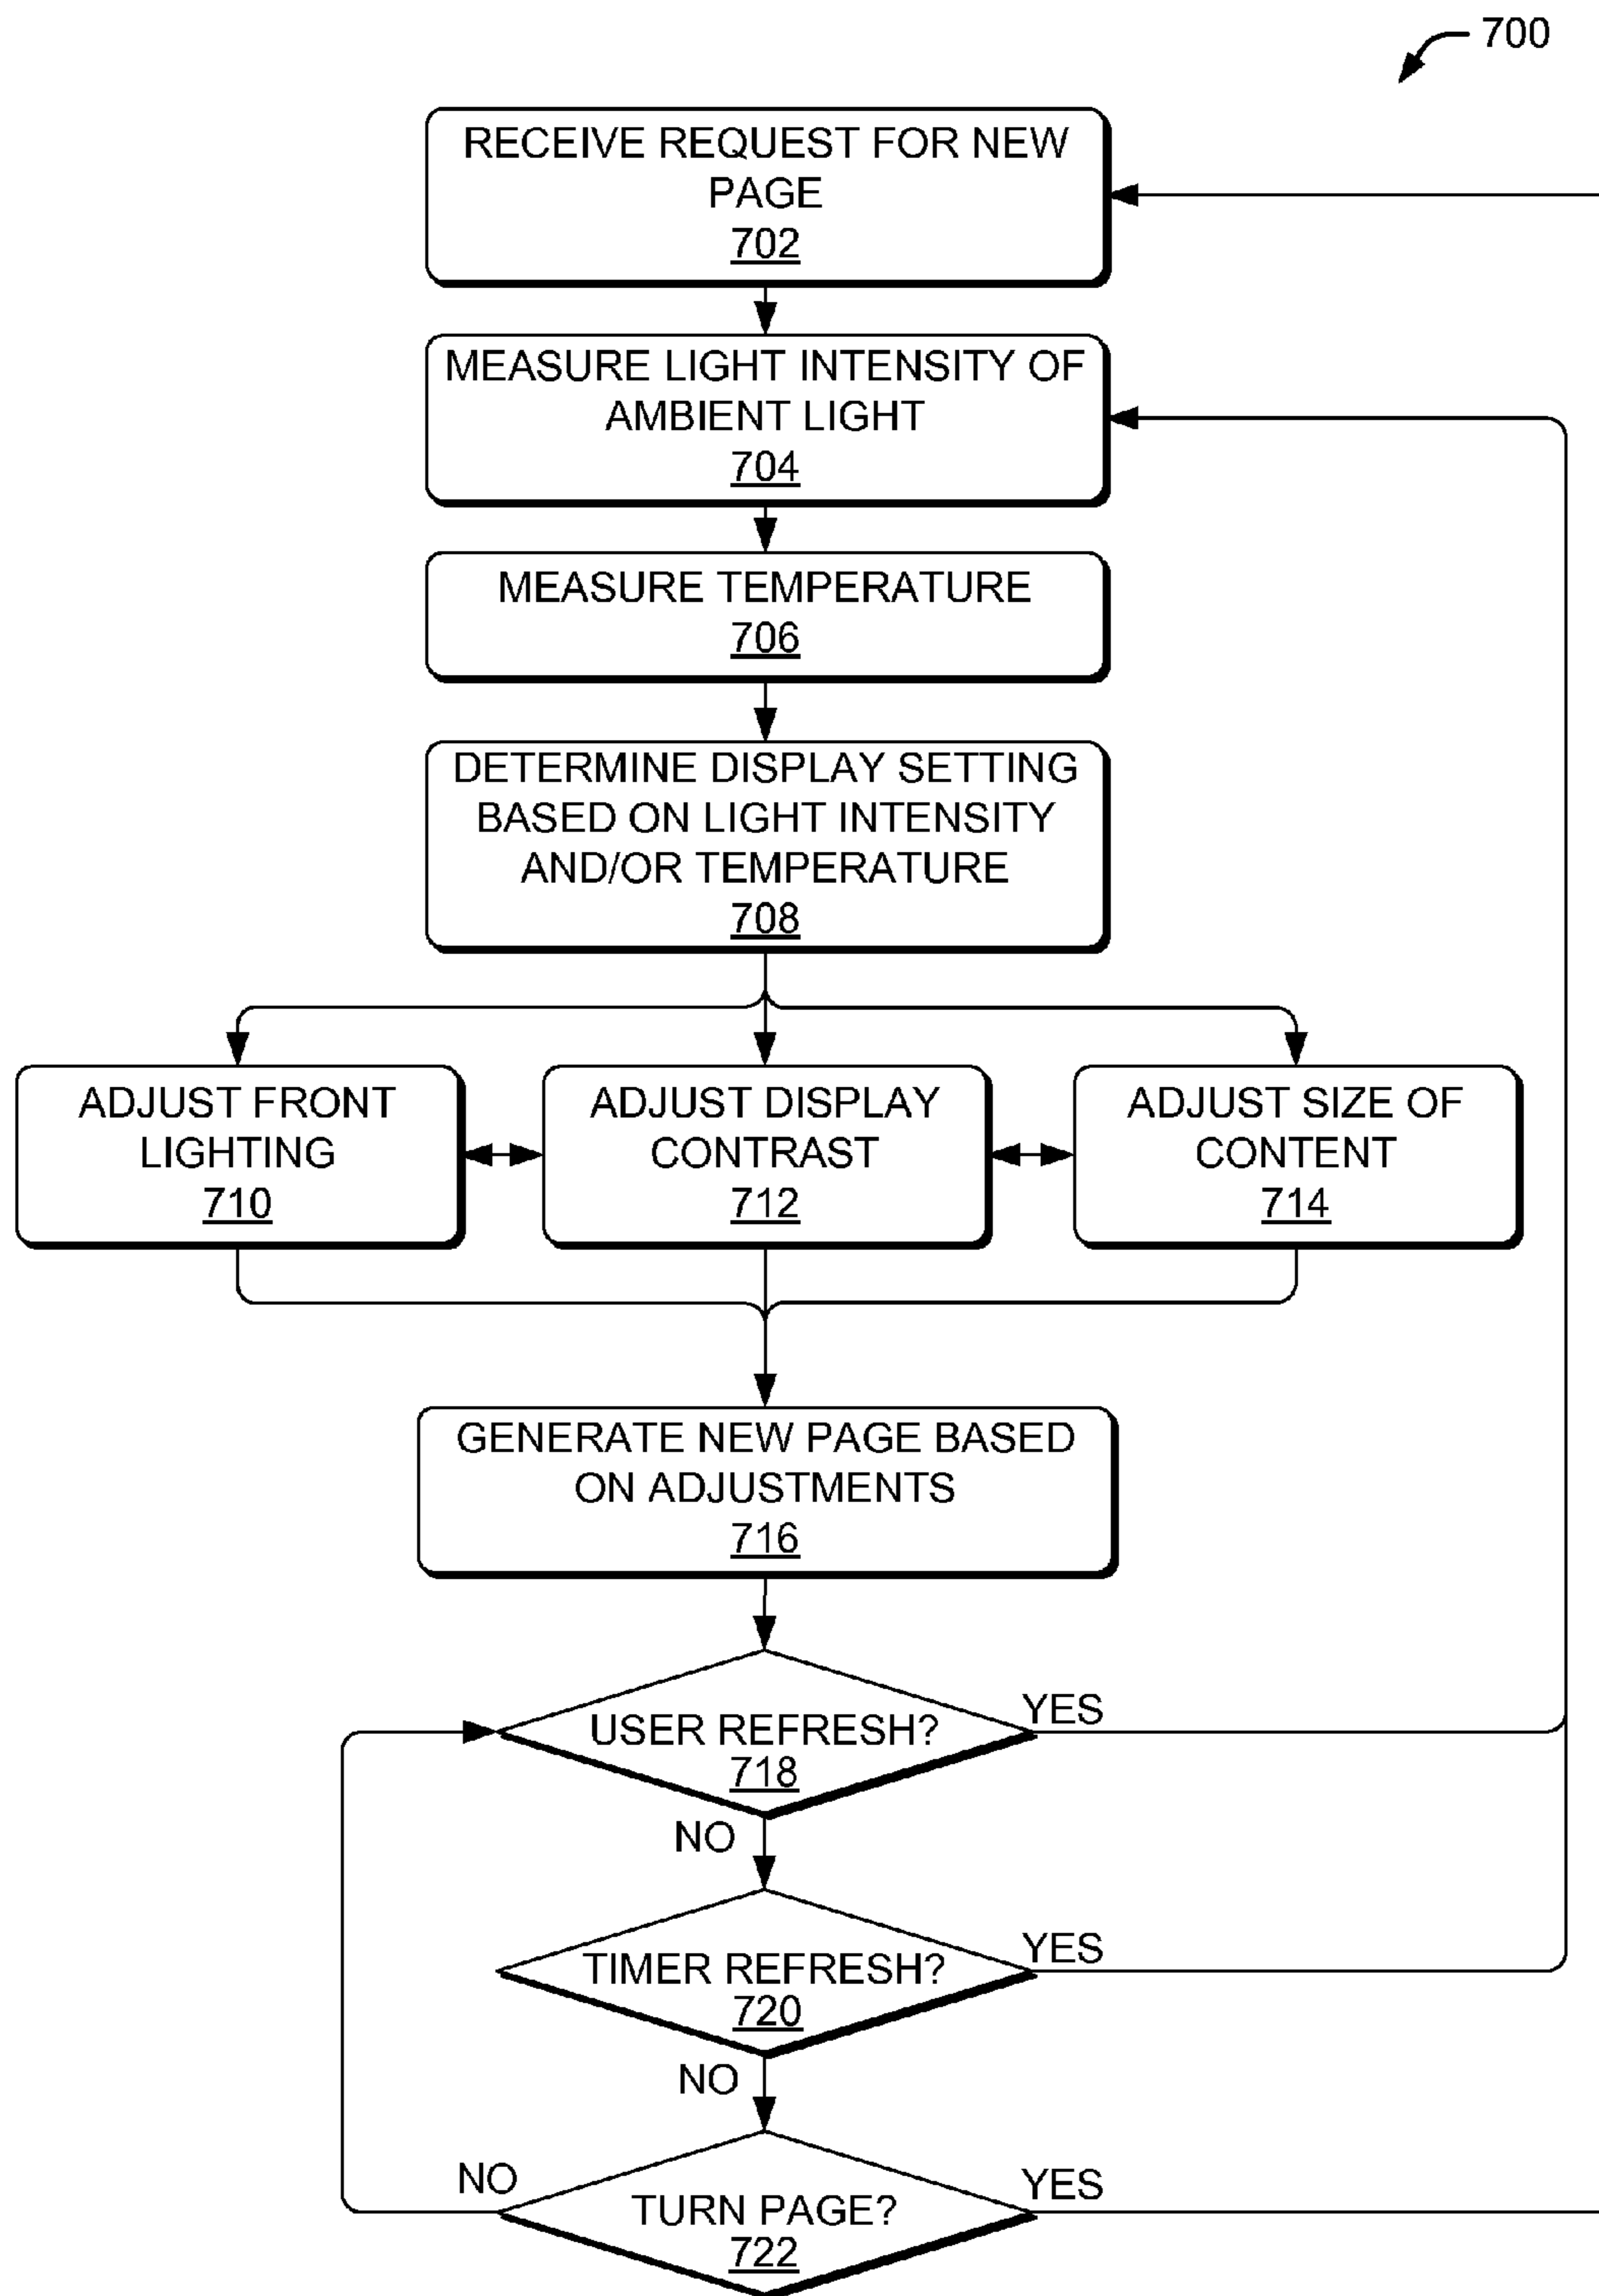 700
RECEIVE REQUEST FOR NEW
PAGE
702
MEASURE LIGHT INTENSITY OF
AMBIENT LIGHT
704
MEASURE TEMPERATURE
706
DETERMINE DISPLAY SETTING
BASED ON LIGHT INTENSITY
AND/OR TEMPERATURE
708
ADJUST FRONT
LIGHTING
710
ADJUST DISPLAY
CONTRAST
712
ADJUST SIZE OF
CONTENT
714
GENERATE NEW PAGE BASED
ON ADJUSTMENTS
716
USER REFRESH?
718
YES
NO
TIMER REFRESH?
720
YES
NO
TURN PAGE?
722
NO
YES